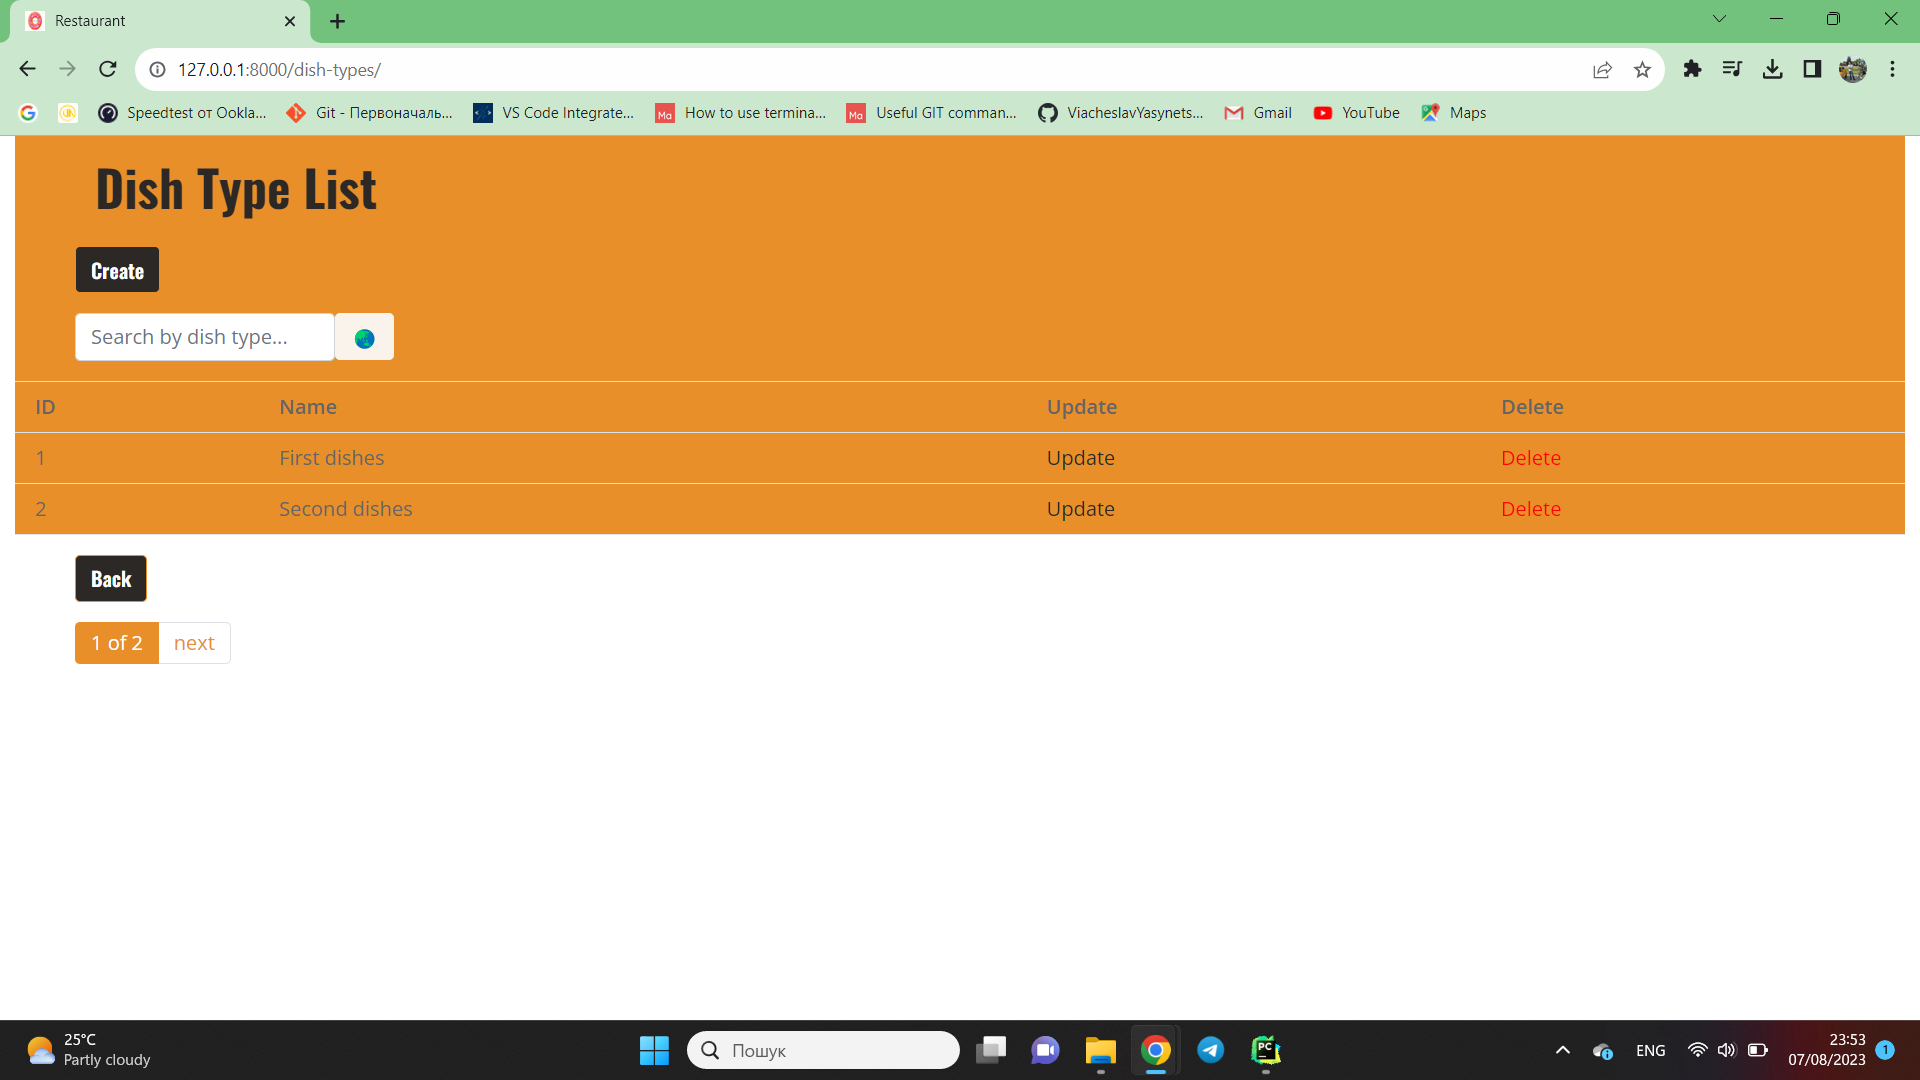 Restaurant
127.0.0.1:8000/dish-types/
Speedtest от Ookla...
Git - Первоначаль...
VS Code Integrate...
Ma
How to use termina...
Ma
Useful GIT comman...
ViacheslavYasynets...
Gmail
YouTube
Maps
Dish Type List
Create
Search by dish type...
ID Name Update Delete
1 First dishes Update Delete
2 Second dishes Update Delete
Back
1 of 2 next
25°C
Partly cloudy
Пошук
PC
ENG
23:53
07/08/2023
1